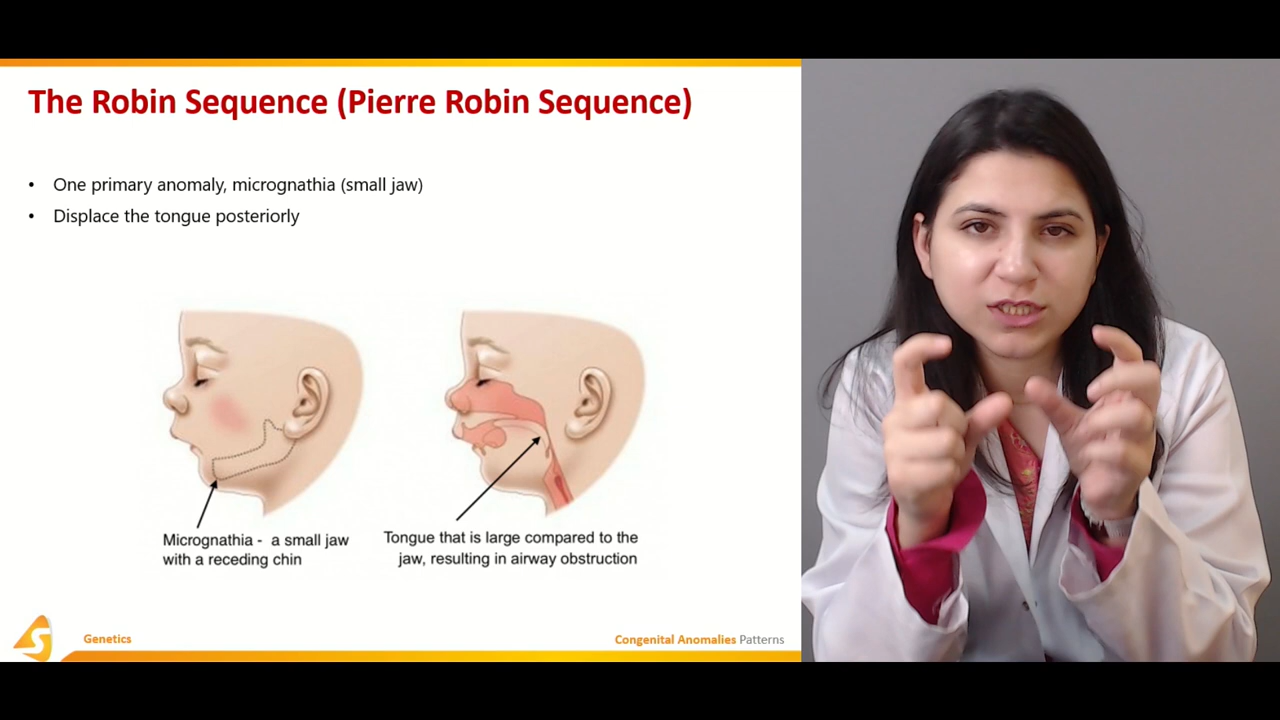 The Robin Sequence (Pierre Robin Sequence)
• One primary anomaly, micrognathia (small jaw)
• Displace the tongue posteriorly
Micrognathia - a small jaw
with a receding chin
Tongue that is large compared to the
jaw, resulting in airway obstruction
Genetics
Congenital Anomalies Patterns